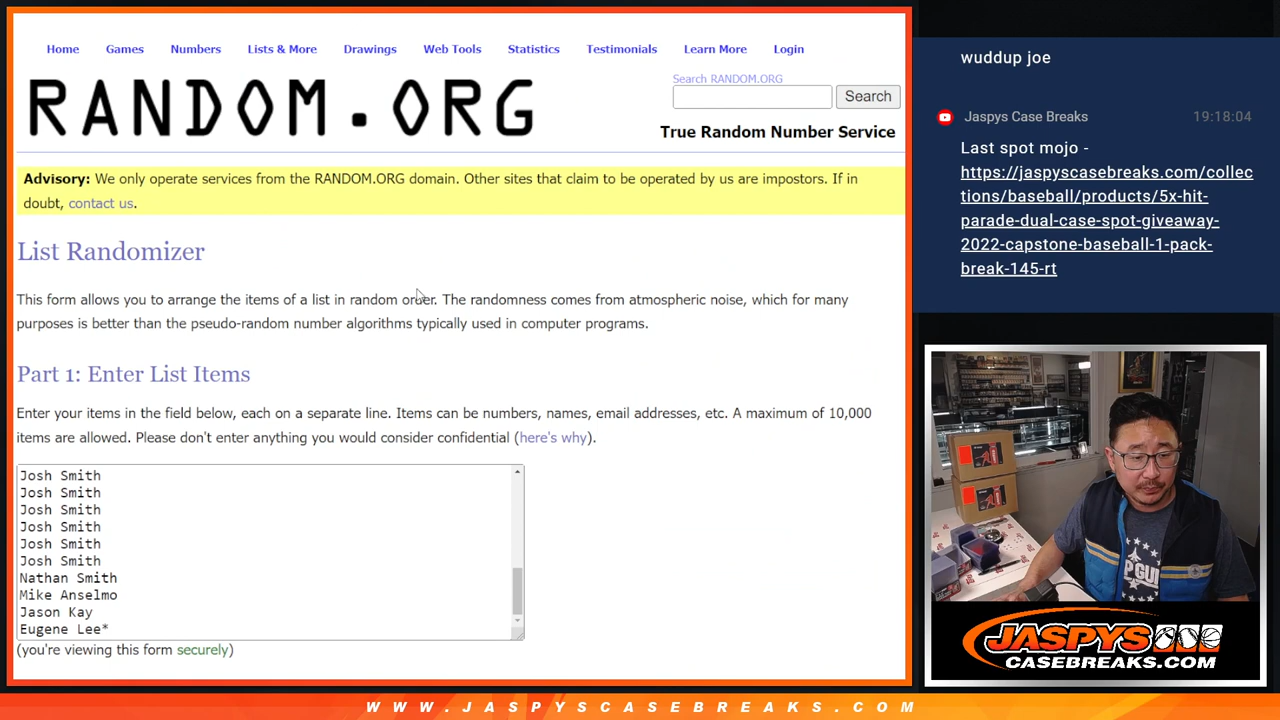 Home Games Numbers Lists & More Drawings Web Tools Statistics Testimonials Learn More Login
RANDOM.ORG
Search RANDOM.ORG
Search
True Random Number Service
Advisory: We only operate services from the RANDOM.ORG domain. Other sites that claim to be operated by us are impostors. If in
doubt, contact us.
List Randomizer
This form allows you to arrange the items of a list in random order. The randomness comes from atmospheric noise, which for many
purposes is better than the pseudo-random number algorithms typically used in computer programs.
Part 1: Enter List Items
Enter your items in the field below, each on a separate line. Items can be numbers, names, email addresses, etc. A maximum of 10,000
items are allowed. Please don't enter anything you would consider confidential (here's why).
Josh Smith
Josh Smith
Josh Smith
Josh Smith
Josh Smith
Josh Smith
Nathan Smith
Mike Anselmo
Jason Kay
Eugene Lee*
(you're viewing this form securely)
wuddup joe
Jaspys Case Breaks 19:18:04
Last spot mojo -
https://jaspyscasebreaks.com/collec
tions/baseball/products/5x-hit-
parade-dual-case-spot-giveaway-
2022-capstone-baseball-1-pack-
break-145-rt
JASPYS
CASEBREAKS.COM
WWW.JASPYSCASEBREAKS.COM